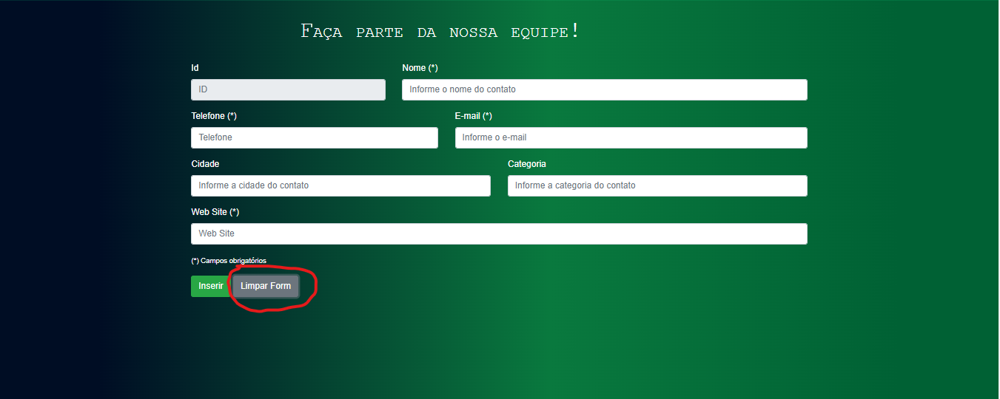 Faça parte da nossa equipe!
Id Nome (*)
ID Informe o nome do contato
Telefone (*) E-mail (*)
Telefone Informe o e-mail
Cidade Categoria
Informe a cidade do contato Informe a categoria do contato
Web Site (*)
Web Site
(*) Campos obrigatórios
Inserir Limpar Form